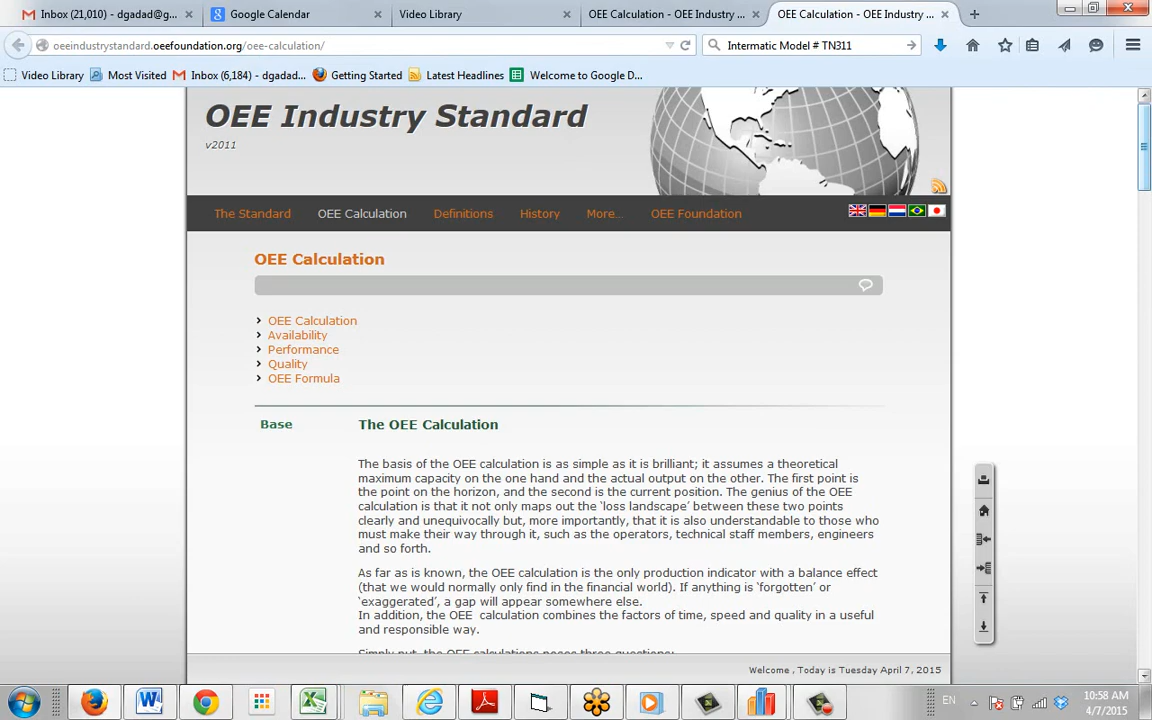 Inbox (21,010) - dgadad@g...
Google Calendar
Video Library
OEE Calculation - OEE Industry ...
OEE Calculation - OEE Industry ...
oeeindustrystandard.oeefoundation.org/oee-calculation/
Intermatic Model # TN311
Video Library
Most Visited
Inbox (6,184) - dgadad...
Getting Started
Latest Headlines
Welcome to Google D...
OEE Industry Standard
v2011
The Standard
OEE Calculation
Definitions
History
More...
OEE Foundation
OEE Calculation
OEE Calculation
Availability
Performance
Quality
OEE Formula
Base
The OEE Calculation
The basis of the OEE calculation is as simple as it is brilliant; it assumes a theoretical
maximum capacity on the one hand and the actual output on the other. The first point is
the point on the horizon, and the second is the current position. The genius of the OEE
calculation is that it not only maps out the ‘loss landscape’ between these two points
clearly and unequivocally but, more importantly, that it is also understandable to those who
must make their way through it, such as the operators, technical staff members, engineers
and so forth.
As far as is known, the OEE calculation is the only production indicator with a balance effect
(that we would normally only find in the financial world). If anything is ‘forgotten’ or
‘exaggerated’, a gap will appear somewhere else.
In addition, the OEE calculation combines the factors of time, speed and quality in a useful
and responsible way.
Simply put, the OEE calculations poses three questions:
Welcome , Today is Tuesday April 7, 2015
EN
10:58 AM
4/7/2015